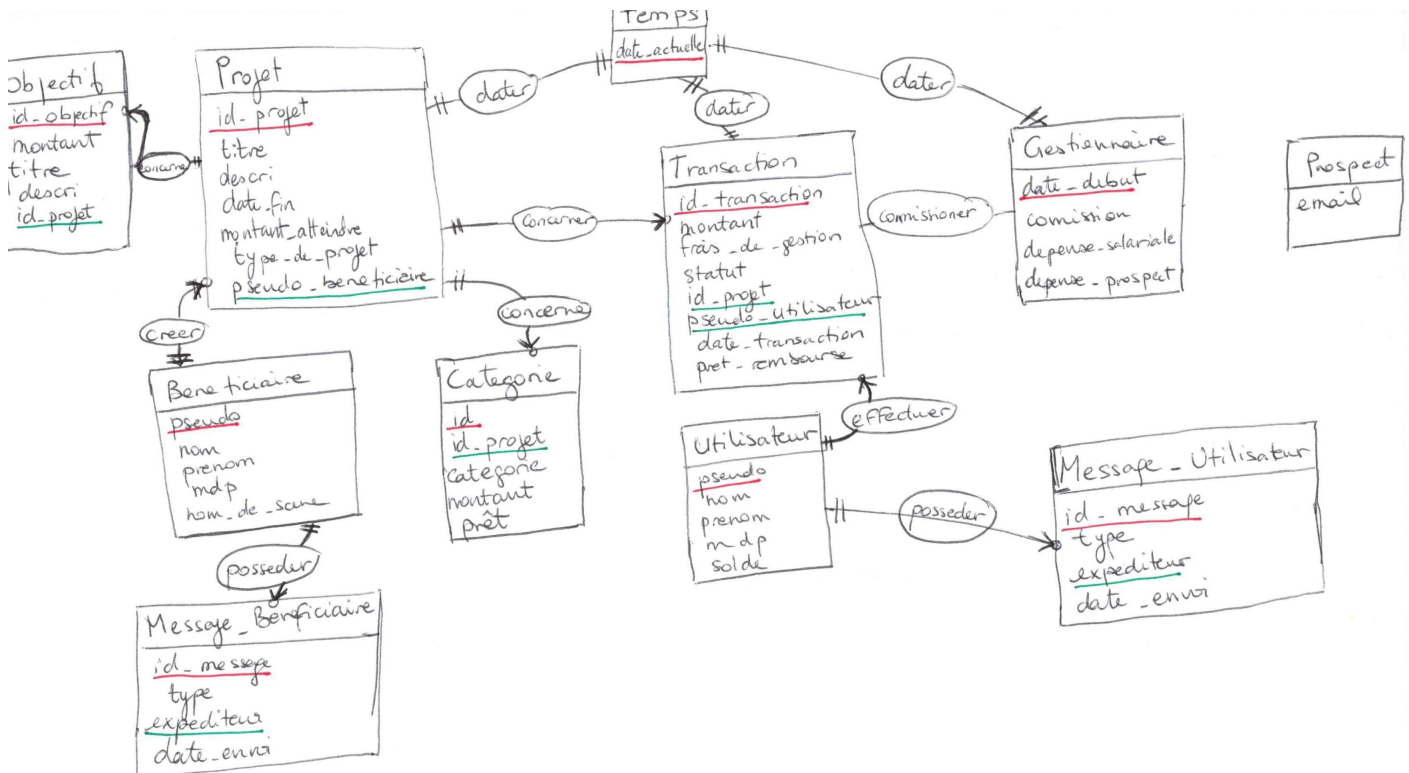 Temps
date_actuelle
Objectif
id_objectif
montant
titre
descri
id_projet
concerne
Projet
id_projet
titre
descri
date_fin
montant_atteindre
type_de_projet
pseudo_beneficiaire
dater
dater
dater
concerner
Transaction
id_transaction
montant
frais_de_gestion
statut
id_projet
pseudo_utilisateur
date_transaction
pret_rembourse
commisioner
Gestionnaire
date_debut
comission
depense_salariale
depense_prospect
Prospect
email
creer
concerne
Beneficiaire
pseudo
nom
prenom
mdp
nom_de_scene
Categorie
id
id_projet
categorie
montant
prêt
effectuer
Utilisateur
pseudo
nom
prenom
mdp
solde
posseder
Message_Utilisateur
id_message
type
expediteur
date_envoi
posseder
Message_Beneficiaire
id_message
type
expediteur
date_envoi